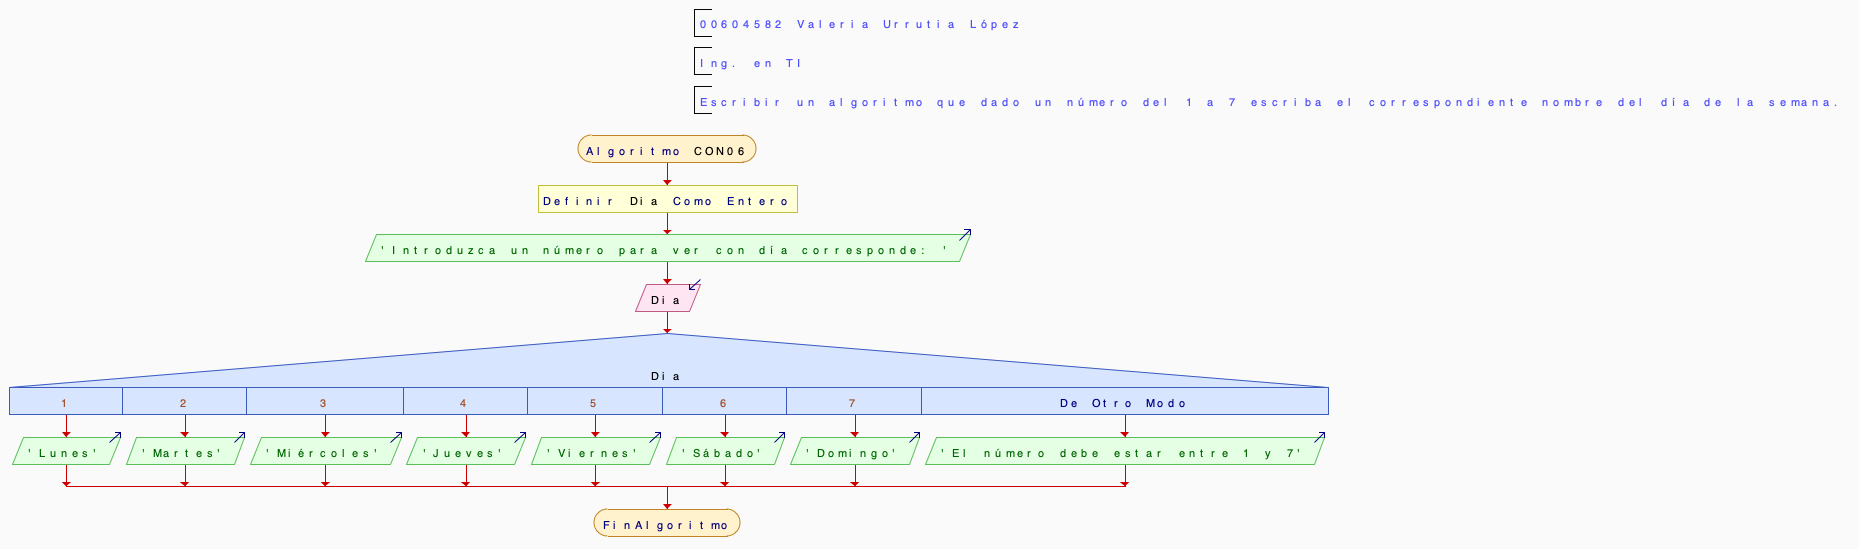 00604582 Valeria Urrutia López
Ing. en TI
Escribir un algoritmo que dado un número del 1 a 7 escriba el correspondiente nombre del día de la semana.
Algoritmo CON06
Definir Dia Como Entero
'Introduzca un número para ver con día corresponde: '
Dia
Dia
1 2 3 4 5 6 7 De Otro Modo
'Lunes' 'Martes' 'Miércoles' 'Jueves' 'Viernes' 'Sábado' 'Domingo' 'El número debe estar entre 1 y 7'
FinAlgoritmo